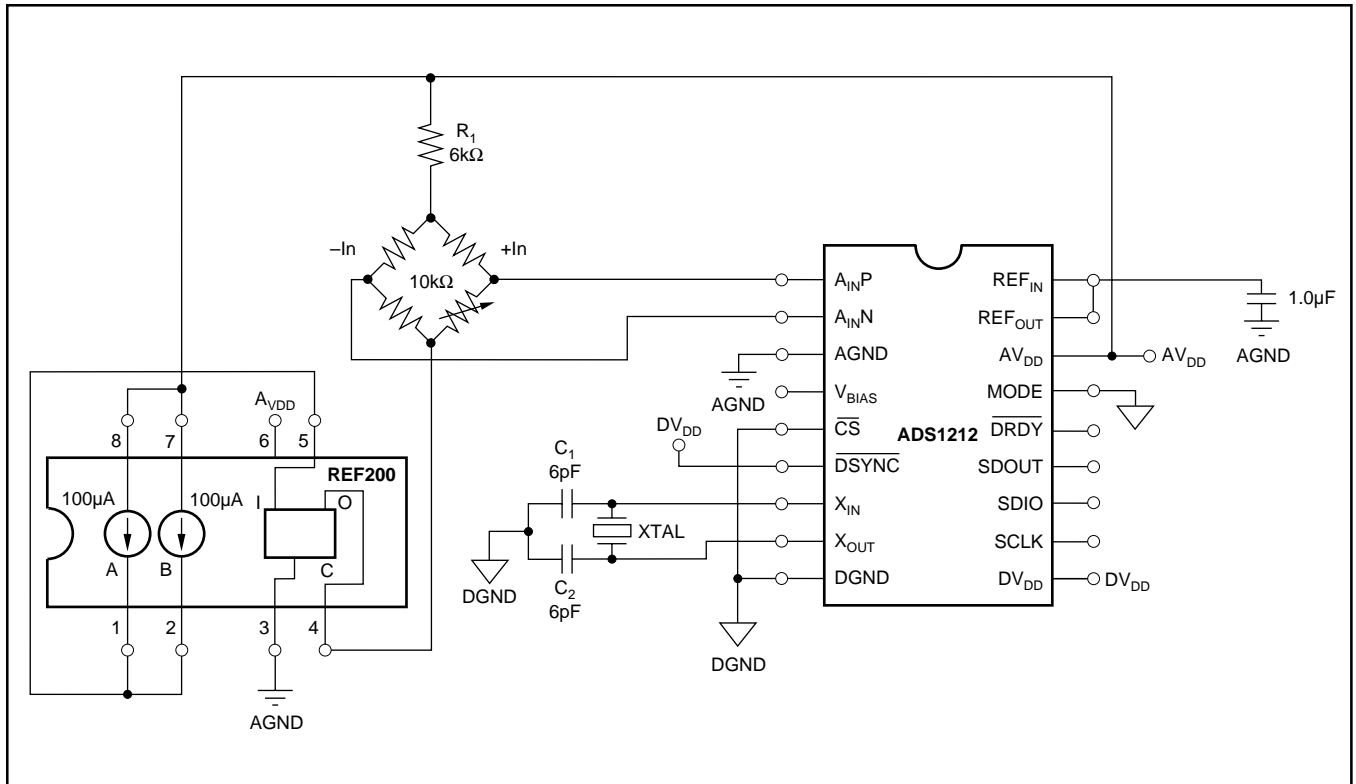 R1
6kΩ
–In
+In
10kΩ
AINP
AINN
AGND
VBIAS
CS
DSYNC
XIN
XOUT
DGND
ADS1212
REFIN
REFOUT
AVDD
MODE
DRDY
SDOUT
SDIO
SCLK
DVDD
1.0µF
AGND
AVDD
DVDD
AGND
DVDD
C1
6pF
XTAL
C2
6pF
DGND
DGND
AVDD
8
7
6
5
REF200
100µA
100µA
I
O
A
B
C
1
2
3
4
AGND